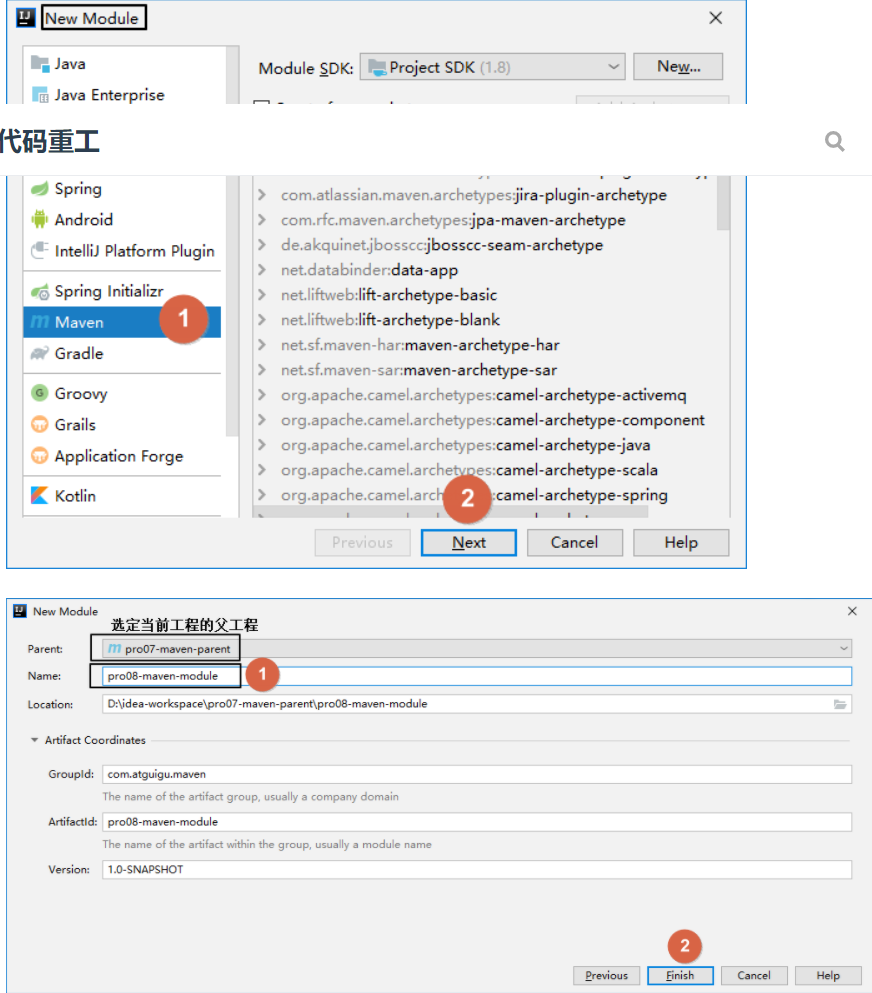 New Module
Java
Module SDK: Project SDK (1.8) New...
Java Enterprise
代码重工
Spring
com.atlassian.maven.archetypes:jira-plugin-archetype
Android
com.rfc.maven.archetypes:jpa-maven-archetype
IntelliJ Platform Plugin
de.akquinet.jbosscc:jbosscc-seam-archetype
net.databinder:data-app
Spring Initializr
net.liftweb:lift-archetype-basic
Maven
1
net.liftweb:lift-archetype-blank
Gradle
net.sf.maven-har:maven-archetype-har
net.sf.maven-sar:maven-archetype-sar
Groovy
org.apache.camel.archetypes:camel-archetype-activemq
Grails
org.apache.camel.archetypes:camel-archetype-component
Application Forge
org.apache.camel.archetypes:camel-archetype-java
org.apache.camel.archetypes:camel-archetype-scala
Kotlin
org.apache.camel.arch
2
camel-archetype-spring
Previous Next Cancel Help
New Module
选定当前工程的父工程
Parent: pro07-maven-parent
Name: pro08-maven-module
1
Location: D:\idea-workspace\pro07-maven-parent\pro08-maven-module
Artifact Coordinates
GroupId: com.atguigu.maven
The name of the artifact group, usually a company domain
ArtifactId: pro08-maven-module
The name of the artifact within the group, usually a module name
Version: 1.0-SNAPSHOT
2
Previous Finish Cancel Help